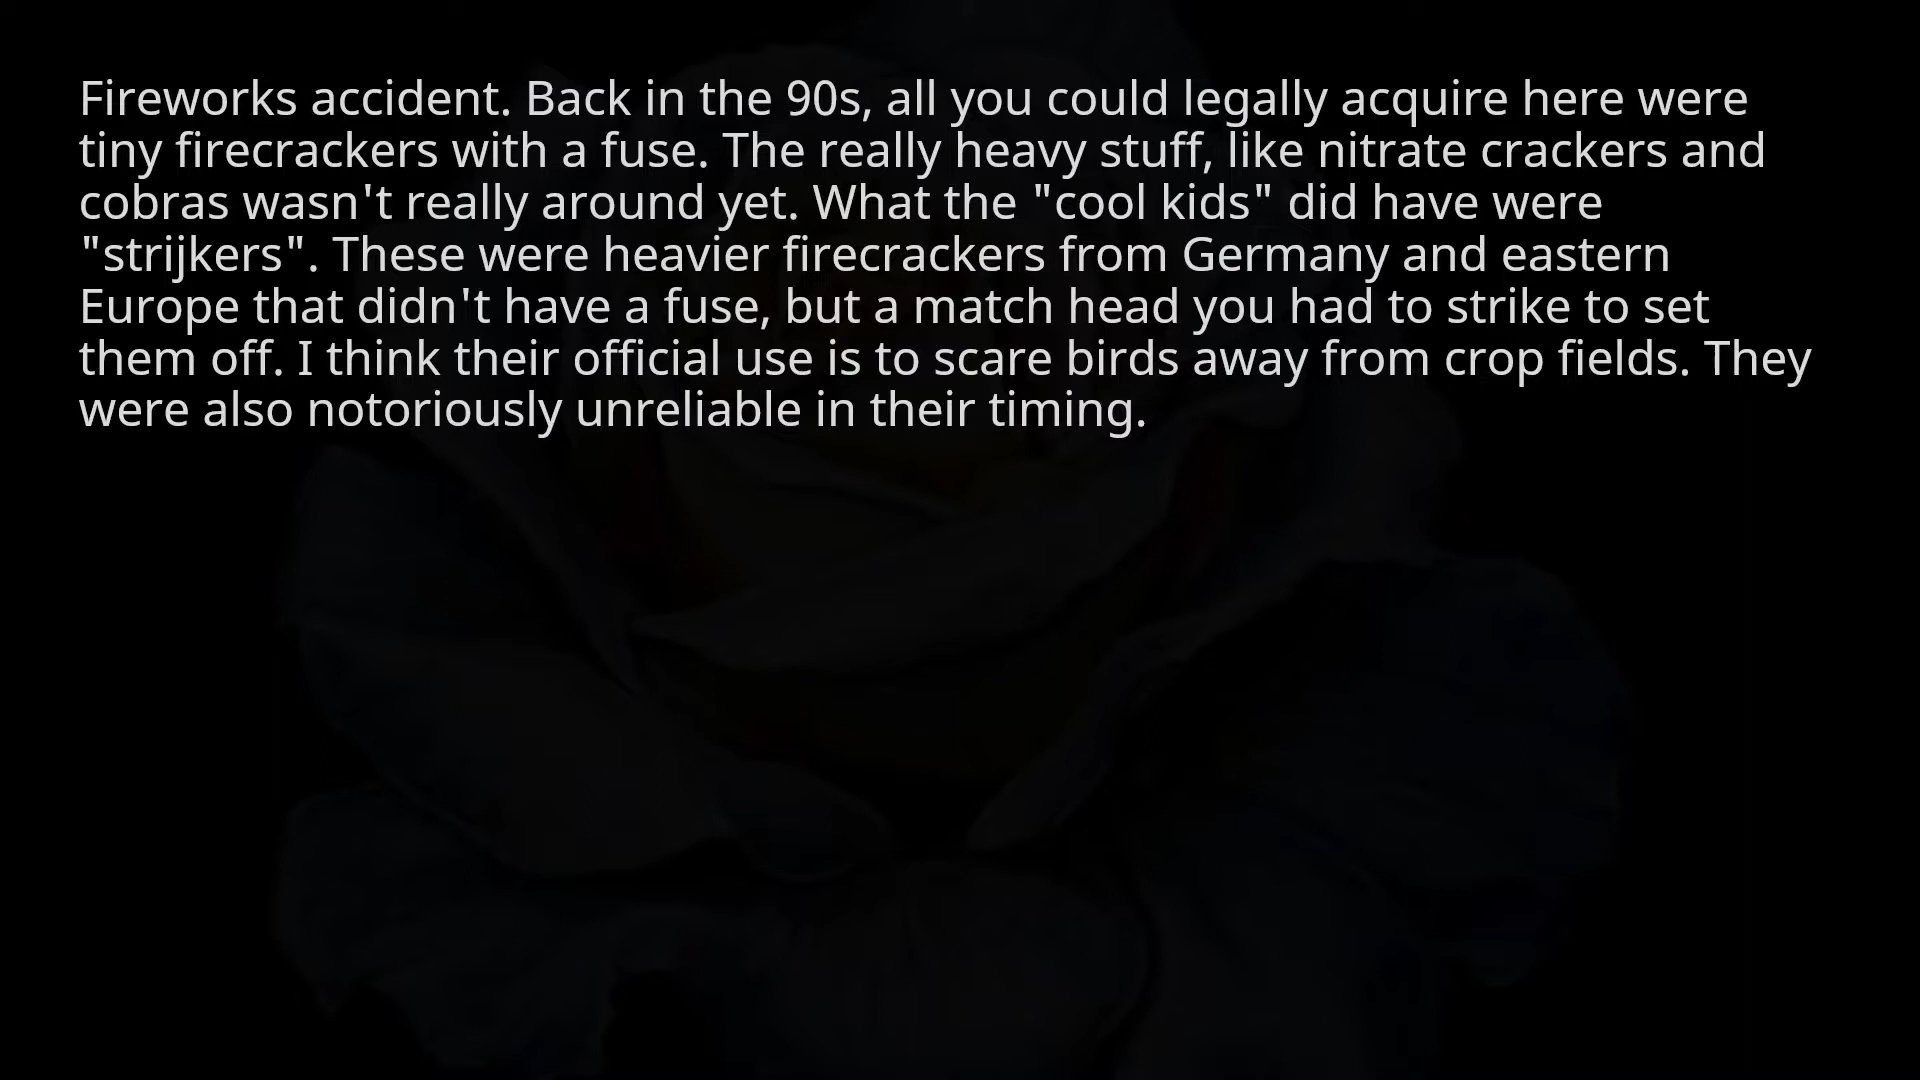 Fireworks accident. Back in the 90s, all you could legally acquire here were
tiny firecrackers with a fuse. The really heavy stuff, like nitrate crackers and
cobras wasn't really around yet. What the "cool kids" did have were
"strijkers". These were heavier firecrackers from Germany and eastern
Europe that didn't have a fuse, but a match head you had to strike to set
them off. I think their official use is to scare birds away from crop fields. They
were also notoriously unreliable in their timing.